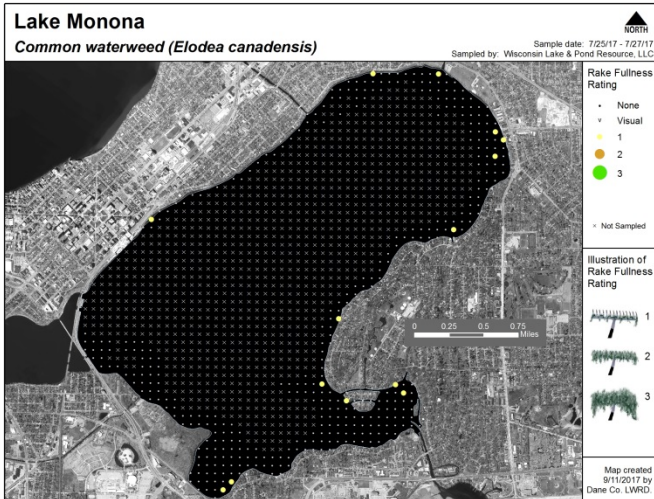 Lake Monona
Common waterweed (Elodea canadensis)
NORTH
Sample date: 7/25/17 - 7/27/17
Sampled by: Wisconsin Lake & Pond Resource, LLC
Rake Fullness
Rating
None
Visual
1
2
3
Not Sampled
Illustration of
Rake Fullness
Rating
1
2
3
0 0.25 0.5 0.75
Miles
Map created
9/11/2017 by
Dane Co. LWRD.